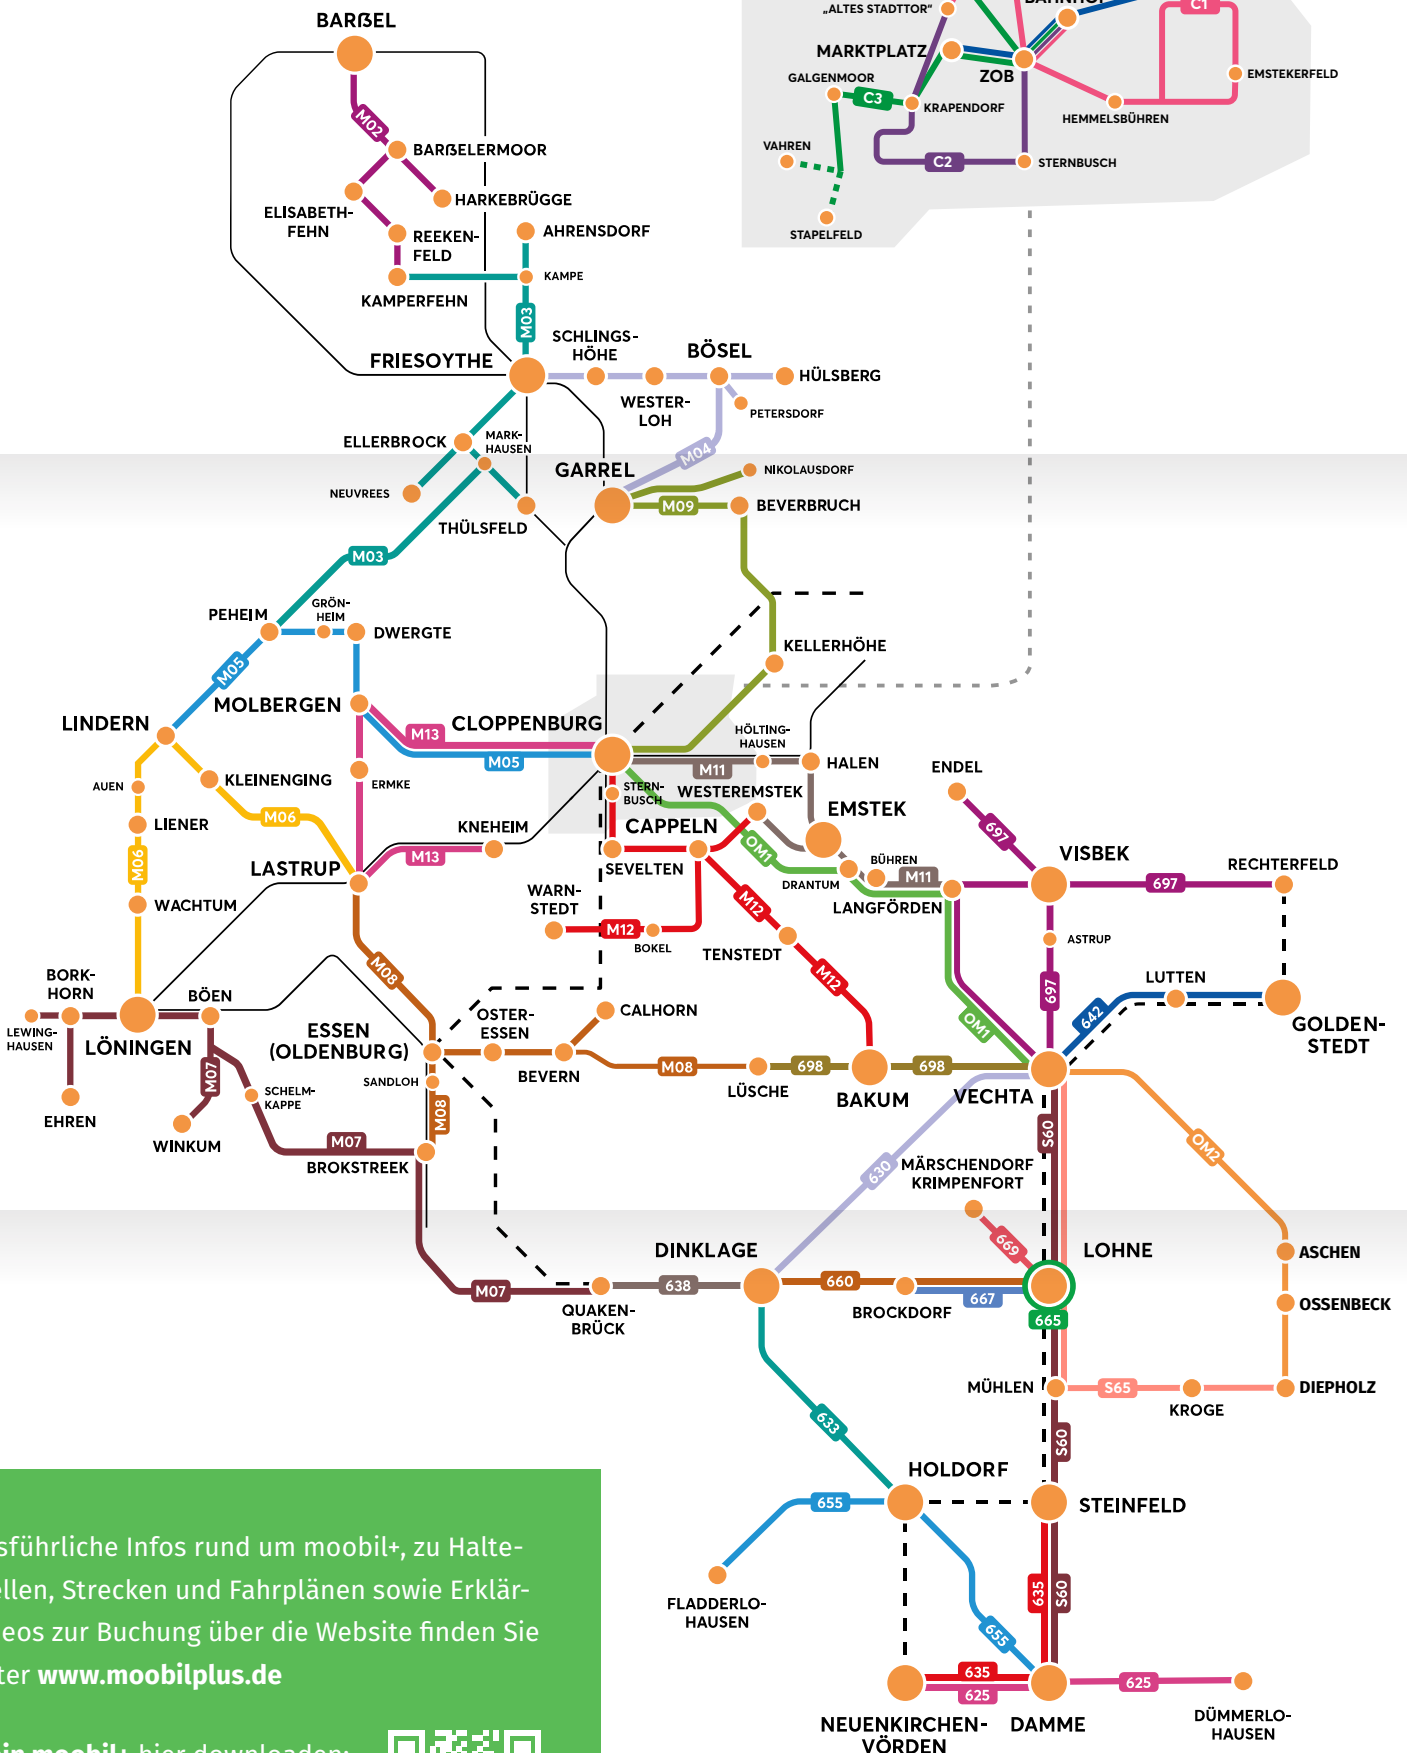 BARẞEL
M02
BARẞELERMOOR
HARKEBRÜGGE
ELISABETH-
FEHN
REEKEN-
FELD
KAMPERFEHN
AHRENSDORF
KAMPE
M03
FRIESOYTHE
SCHLINGS-
HÖHE
BÖSEL
HÜLSBERG
WESTER-
LOH
PETERSDORF
M04
„ALTES STADTTOR“
C1
MARKTPLATZ
ZOB
EMSTEKERFELD
GALGENMOOR
C3
KRAPENDORF
HEMMELSBÜHREN
VAHREN
C2
STERNBUSCH
STAPELFELD
ELLERBROCK
MARK-
HAUSEN
NEUVREES
THÜLSFELD
GARREL
NIKOLAUSDORF
M09
BEVERBRUCH
M03
PEHEIM
GRÖN-
HEIM
DWERGTE
KELLERHÖHE
M05
MOLBERGEN
LINDERN
M13
CLOPPENBURG
M05
HÖLTING-
HAUSEN
M11
HALEN
AUEN
KLEINENGING
ERMKE
STERN-
BUSCH
WESTEREMSTEK
ENDEL
EMSTEK
LIENER
M06
KNEHEIM
CAPPELN
697
M06
LASTRUP
M13
SEVELTEN
OM1
BÜHREN
M11
VISBEK
RECHTERFELD
697
DRANTUM
LANGFÖRDEN
WACHTUM
WARN-
STEDT
M12
M12
BOKEL
TENSTEDT
ASTRUP
M08
M12
697
LUTTEN
BORK-
HORN
BÖEN
LEWING-
HAUSEN
LÖNINGEN
ESSEN
(OLDENBURG)
OSTER-
ESSEN
CALHORN
OM1
642
GOLDEN-
STEDT
BEVERN
M08
LÜSCHE
698
BAKUM
698
VECHTA
M07
SCHELM-
KAPPE
SANDLOH
M08
EHREN
WINKUM
M07
BROKSTREEK
S60
OM2
630
MÄRSCHENDORF
KRIMPENFORT
669
DINKLAGE
LOHNE
ASCHEN
M07
638
660
667
BROCKDORF
665
OSSENBECK
QUAKEN-
BRÜCK
MÜHLEN
S65
KROGE
DIEPHOLZ
633
S60
HOLDORF
655
STEINFELD
FLADDERLO-
HAUSEN
635
S60
655
635
625
625
NEUENKIRCHEN-
VÖRDEN
DAMME
DÜMMERLO-
HAUSEN
sführliche Infos rund um moobil+, zu Halte-
ellen, Strecken und Fahrplänen sowie Erklär-
eos zur Buchung über die Website finden Sie
ter www.moobilplus.de
in moobil+ hier downloaden: